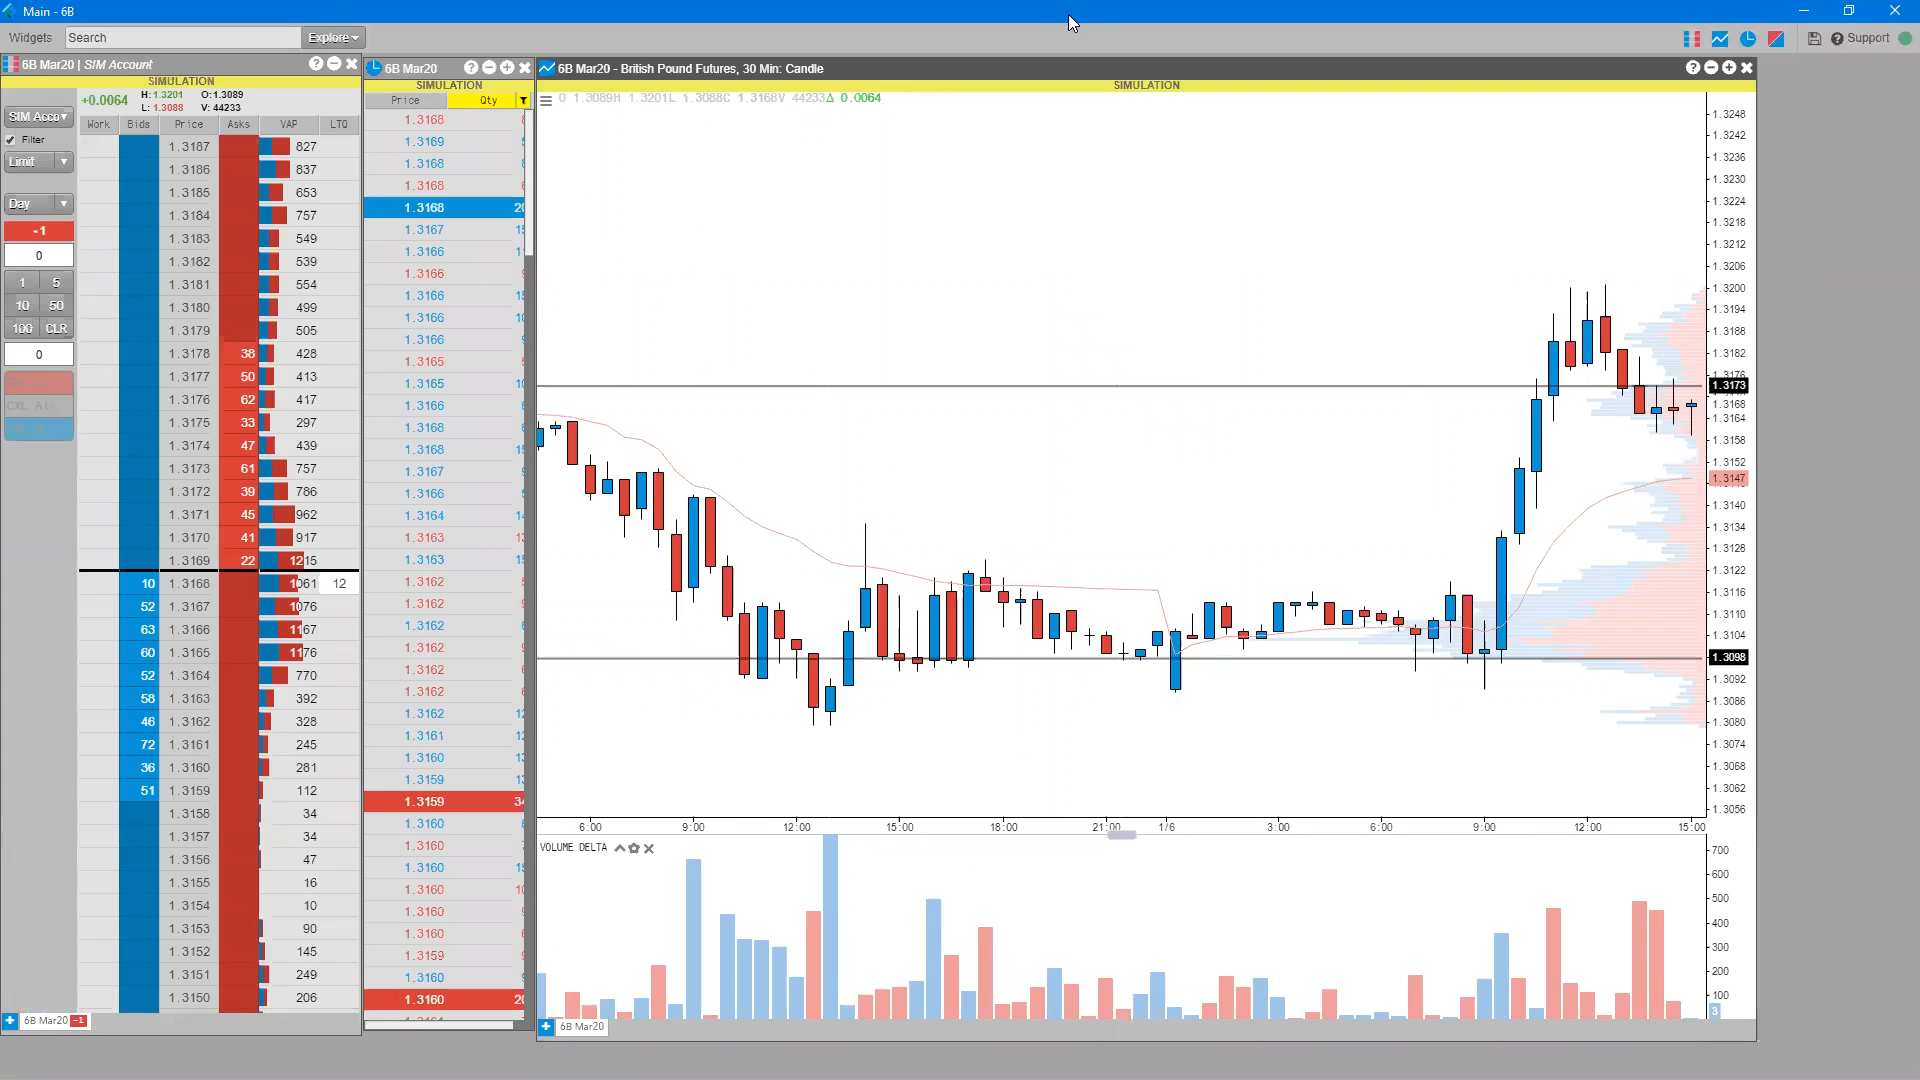 Main - 6B
Widgets Search Explore Support
6B Mar20 | SIM Account
SIMULATION
+0.0064 H: 1.3201 O: 1.3089
L: 1.3088 V: 44233
SIM Acco
Filter
Limit
Day
-1
0
1 5
10 50
100 CLR
0
Work Bids Price Asks VAP LTQ
1.3187 827
1.3186 837
1.3185 653
1.3184 757
1.3183 549
1.3182 539
1.3181 554
1.3180 499
1.3179 505
1.3178 38 428
1.3177 50 413
1.3176 62 417
1.3175 33 297
1.3174 47 439
1.3173 61 757
1.3172 39 786
1.3171 45 962
1.3170 41 917
1.3169 22 1215
10 1.3168 1061 12
52 1.3167 1076
63 1.3166 1167
60 1.3165 1176
52 1.3164 770
58 1.3163 392
46 1.3162 328
72 1.3161 245
36 1.3160 281
51 1.3159 112
1.3158 34
1.3157 34
1.3156 47
1.3155 16
1.3154 10
1.3153 90
1.3152 145
1.3151 249
1.3150 206
6B Mar20 -1
6B Mar20
SIMULATION
Price Qty
1.3168
1.3169
1.3168
1.3168
1.3168
1.3167
1.3166
1.3166
1.3166
1.3166
1.3166
1.3165
1.3165
1.3166
1.3168
1.3168
1.3167
1.3166
1.3164
1.3163
1.3163
1.3162
1.3162
1.3162
1.3162
1.3162
1.3162
1.3162
1.3161
1.3160
1.3159
1.3159
1.3160
1.3160
1.3160
1.3160
1.3160
1.3160
1.3159
1.3160
1.3160
6B Mar20 - British Pound Futures, 30 Min: Candle
SIMULATION
O 1.3089H 1.3201L 1.3088C 1.3168V 44233Δ 0.0064
1.3248
1.3242
1.3236
1.3230
1.3224
1.3218
1.3212
1.3206
1.3200
1.3194
1.3188
1.3182
1.3176
1.3173
1.3168
1.3164
1.3158
1.3152
1.3147
1.3140
1.3134
1.3128
1.3122
1.3116
1.3110
1.3104
1.3098
1.3092
1.3086
1.3080
1.3074
1.3068
1.3062
1.3056
6:00 9:00 12:00 15:00 18:00 21:00 1/6 3:00 6:00 9:00 12:00 15:00
VOLUME DELTA
700
600
500
400
300
200
100
3
6B Mar20